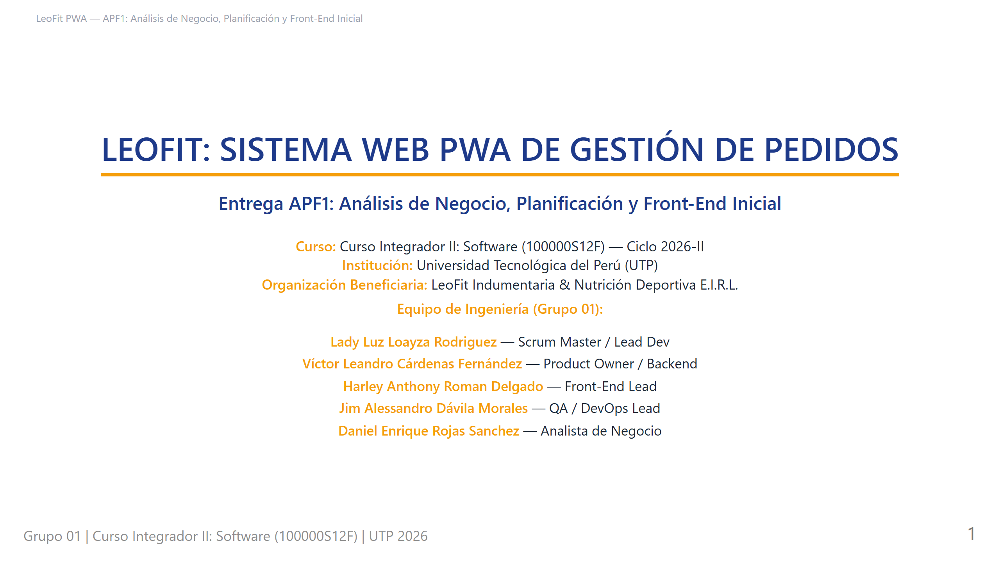 LeoFit PWA — APF1: Análisis de Negocio, Planificación y Front-End Inicial
LEOFIT: SISTEMA WEB PWA DE GESTIÓN DE PEDIDOS
Entrega APF1: Análisis de Negocio, Planificación y Front-End Inicial
Curso: Curso Integrador II: Software (100000S12F) — Ciclo 2026-II
Institución: Universidad Tecnológica del Perú (UTP)
Organización Beneficiaria: LeoFit Indumentaria & Nutrición Deportiva E.I.R.L.
Equipo de Ingeniería (Grupo 01):
Lady Luz Loayza Rodriguez — Scrum Master / Lead Dev
Víctor Leandro Cárdenas Fernández — Product Owner / Backend
Harley Anthony Roman Delgado — Front-End Lead
Jim Alessandro Dávila Morales — QA / DevOps Lead
Daniel Enrique Rojas Sanchez — Analista de Negocio
Grupo 01 | Curso Integrador II: Software (100000S12F) | UTP 2026
1